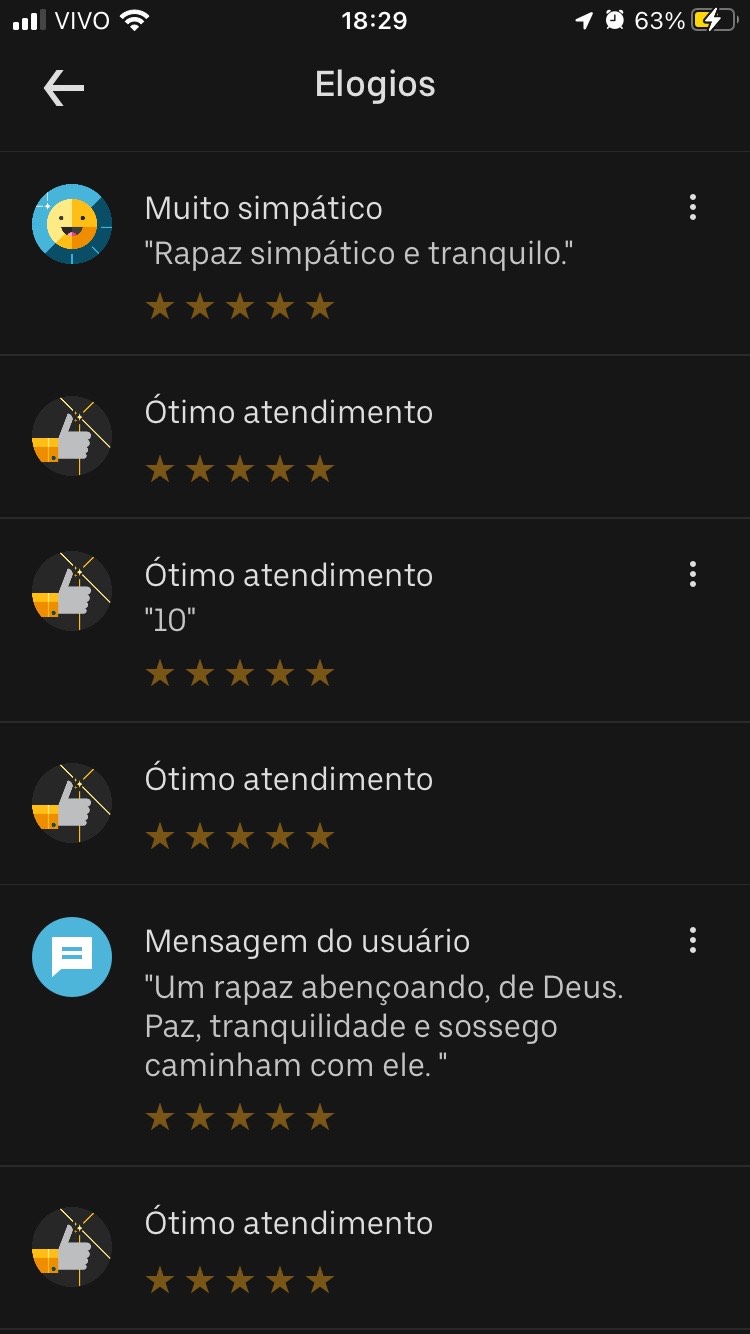 VIVO
18:29
63%
Elogios
Muito simpático
"Rapaz simpático e tranquilo."
Ótimo atendimento
Ótimo atendimento
"10"
Ótimo atendimento
Mensagem do usuário
"Um rapaz abençoando, de Deus.
Paz, tranquilidade e sossego
caminham com ele. "
Ótimo atendimento